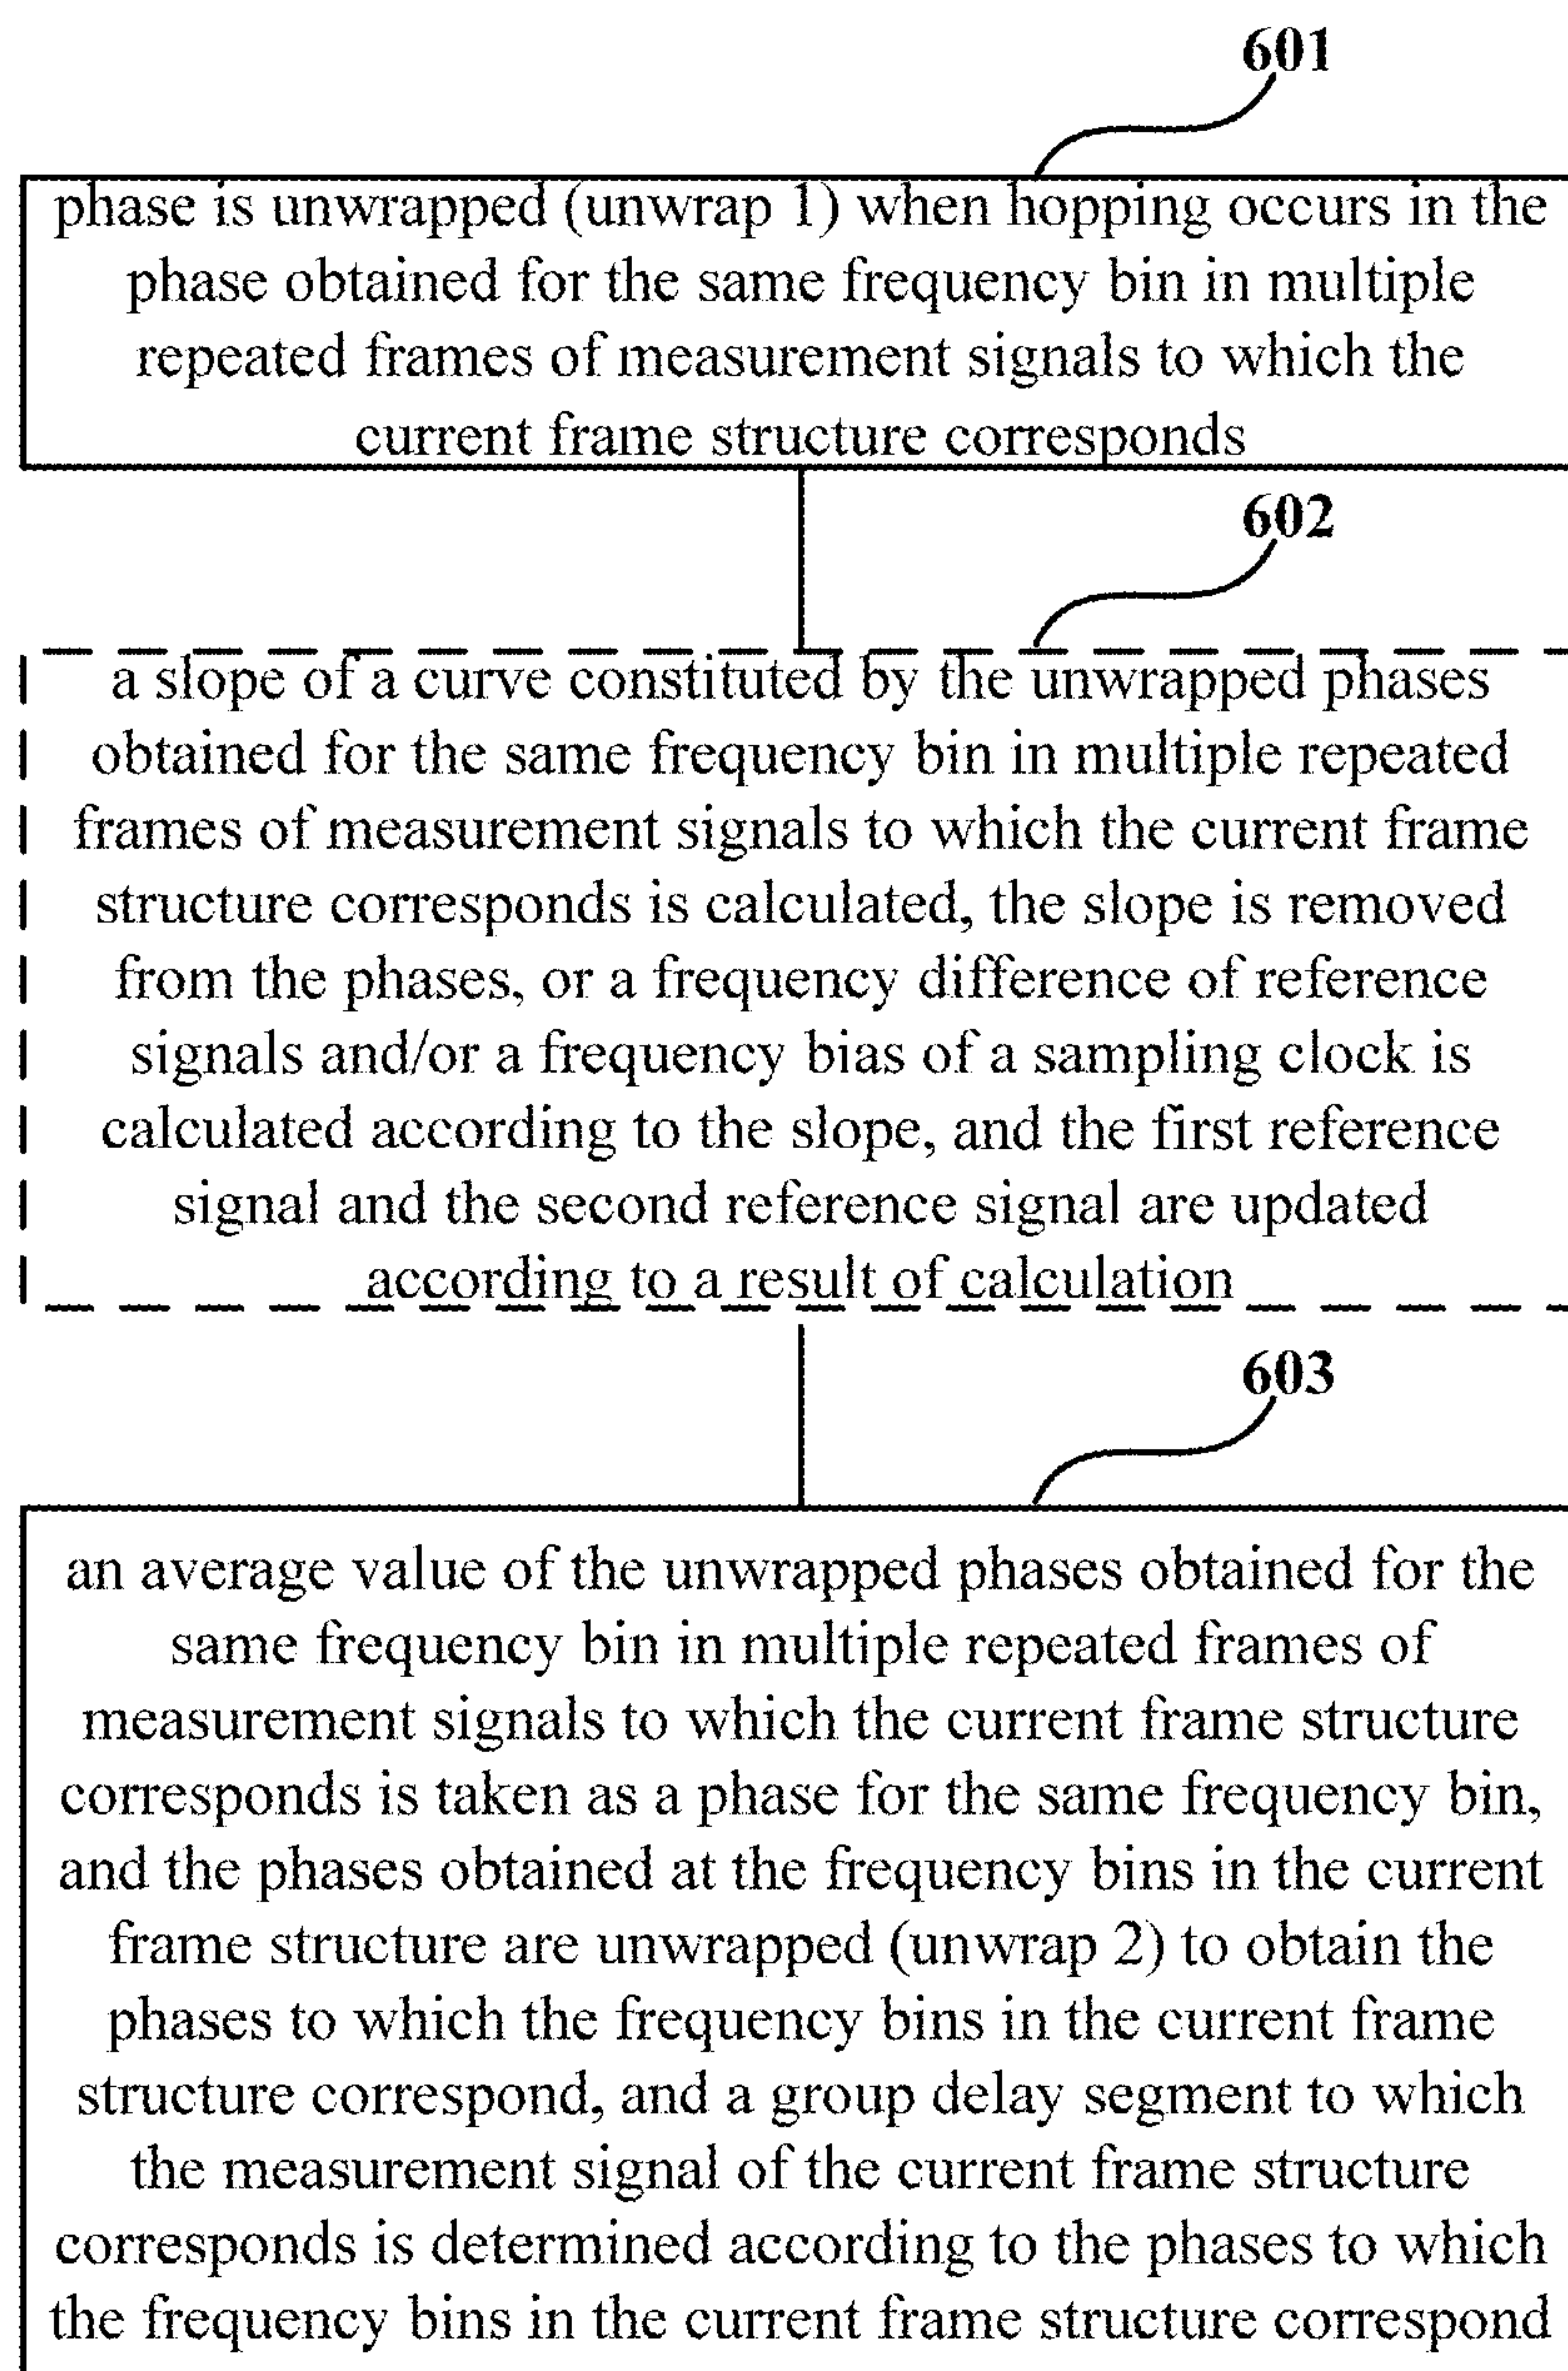 601
phase is unwrapped (unwrap 1) when hopping occurs in the
phase obtained for the same frequency bin in multiple
repeated frames of measurement signals to which the
current frame structure corresponds
602
a slope of a curve constituted by the unwrapped phases
obtained for the same frequency bin in multiple repeated
frames of measurement signals to which the current frame
structure corresponds is calculated, the slope is removed
from the phases, or a frequency difference of reference
signals and/or a frequency bias of a sampling clock is
calculated according to the slope, and the first reference
signal and the second reference signal are updated
according to a result of calculation
603
an average value of the unwrapped phases obtained for the
same frequency bin in multiple repeated frames of
measurement signals to which the current frame structure
corresponds is taken as a phase for the same frequency bin,
and the phases obtained at the frequency bins in the current
frame structure are unwrapped (unwrap 2) to obtain the
phases to which the frequency bins in the current frame
structure correspond, and a group delay segment to which
the measurement signal of the current frame structure
corresponds is determined according to the phases to which
the frequency bins in the current frame structure correspond